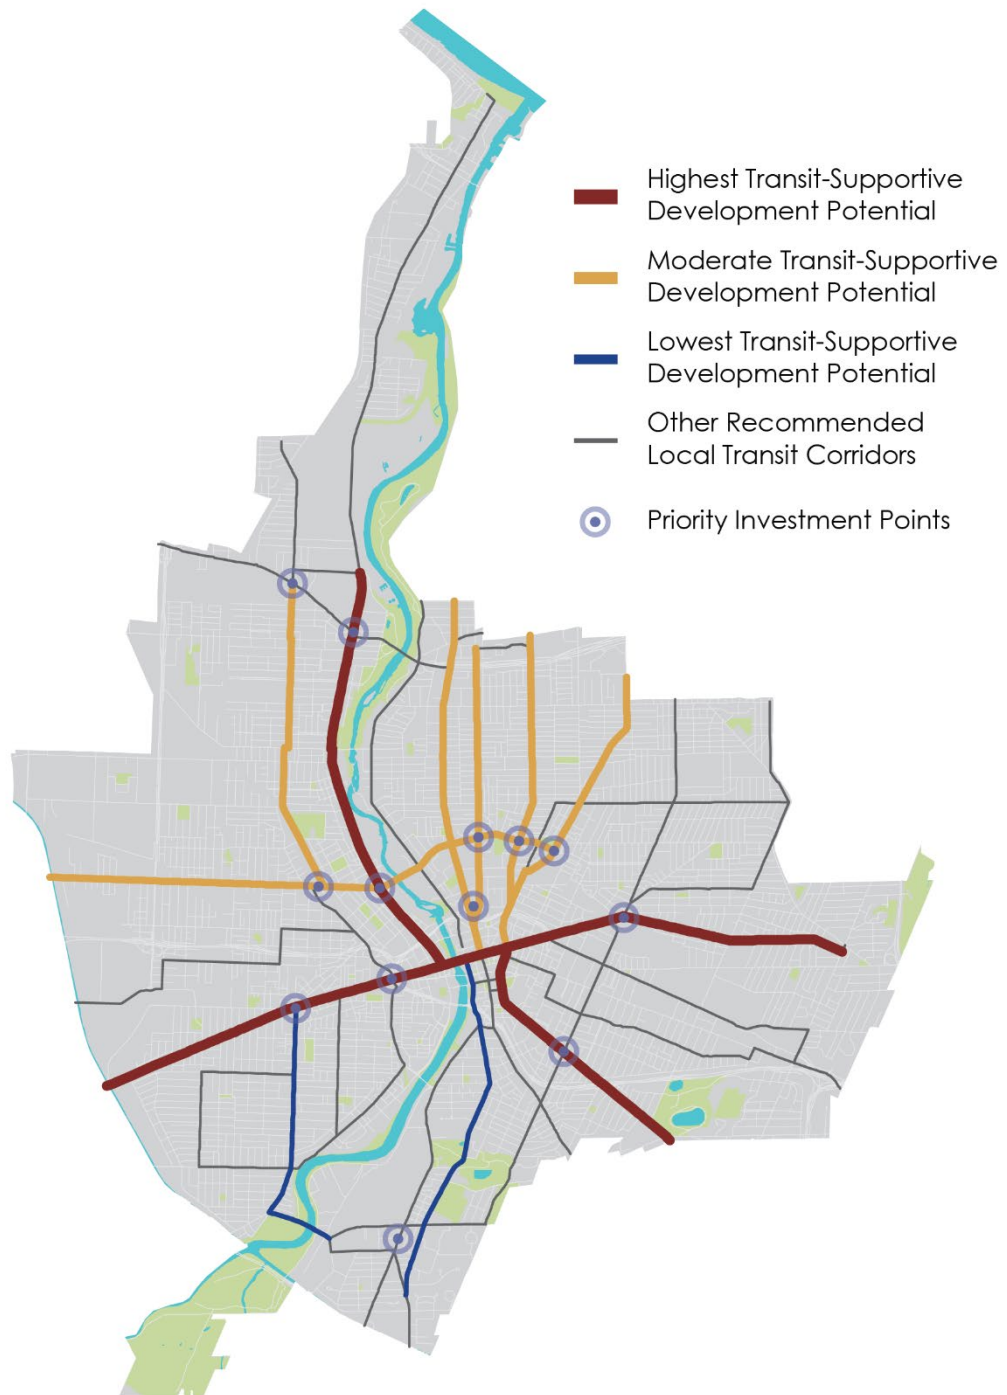 Highest Transit-Supportive
Development Potential
Moderate Transit-Supportive
Development Potential
Lowest Transit-Supportive
Development Potential
Other Recommended
Local Transit Corridors
Priority Investment Points